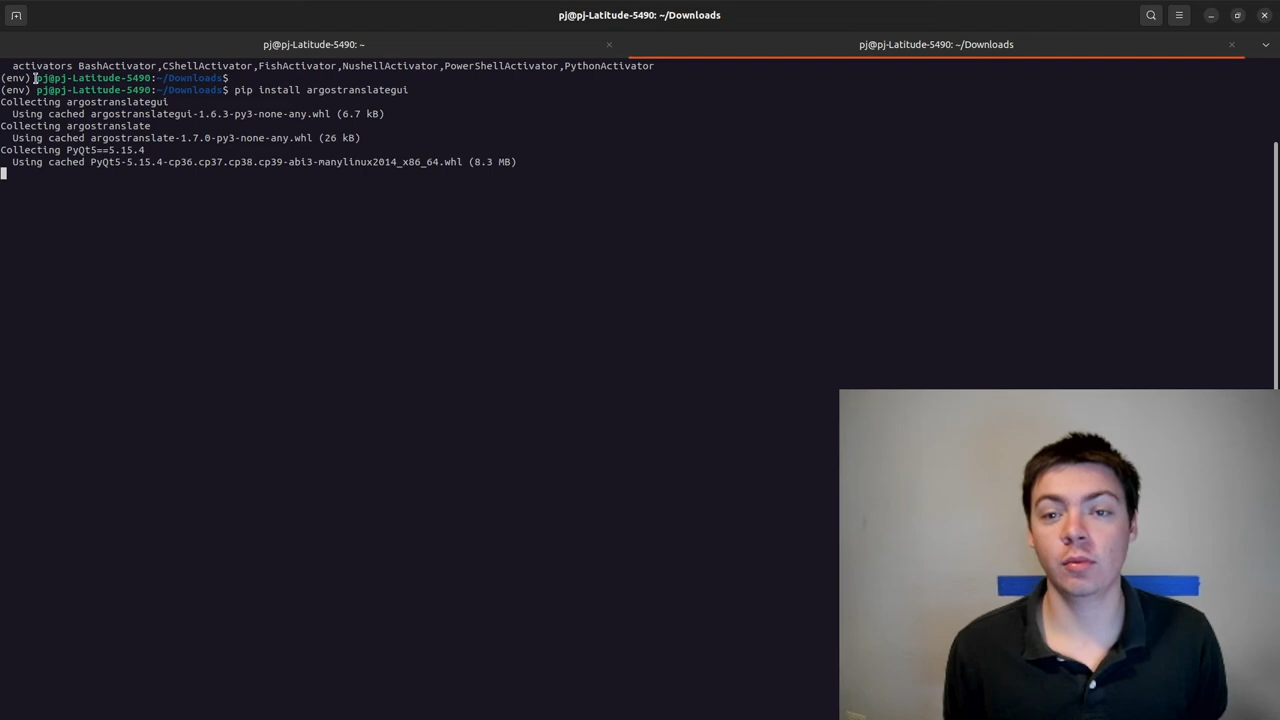 pj@pj-Latitude-5490: ~/Downloads
pj@pj-Latitude-5490: ~
pj@pj-Latitude-5490: ~/Downloads
activators BashActivator,CShellActivator,FishActivator,NushellActivator,PowerShellActivator,PythonActivator
(env) pj@pj-Latitude-5490:~/Downloads$
(env) pj@pj-Latitude-5490:~/Downloads$ pip install argostranslategui
Collecting argostranslategui
Using cached argostranslategui-1.6.3-py3-none-any.whl (6.7 kB)
Collecting argostranslate
Using cached argostranslate-1.7.0-py3-none-any.whl (26 kB)
Collecting PyQt5==5.15.4
Using cached PyQt5-5.15.4-cp36.cp37.cp38.cp39-abi3-manylinux2014_x86_64.whl (8.3 MB)